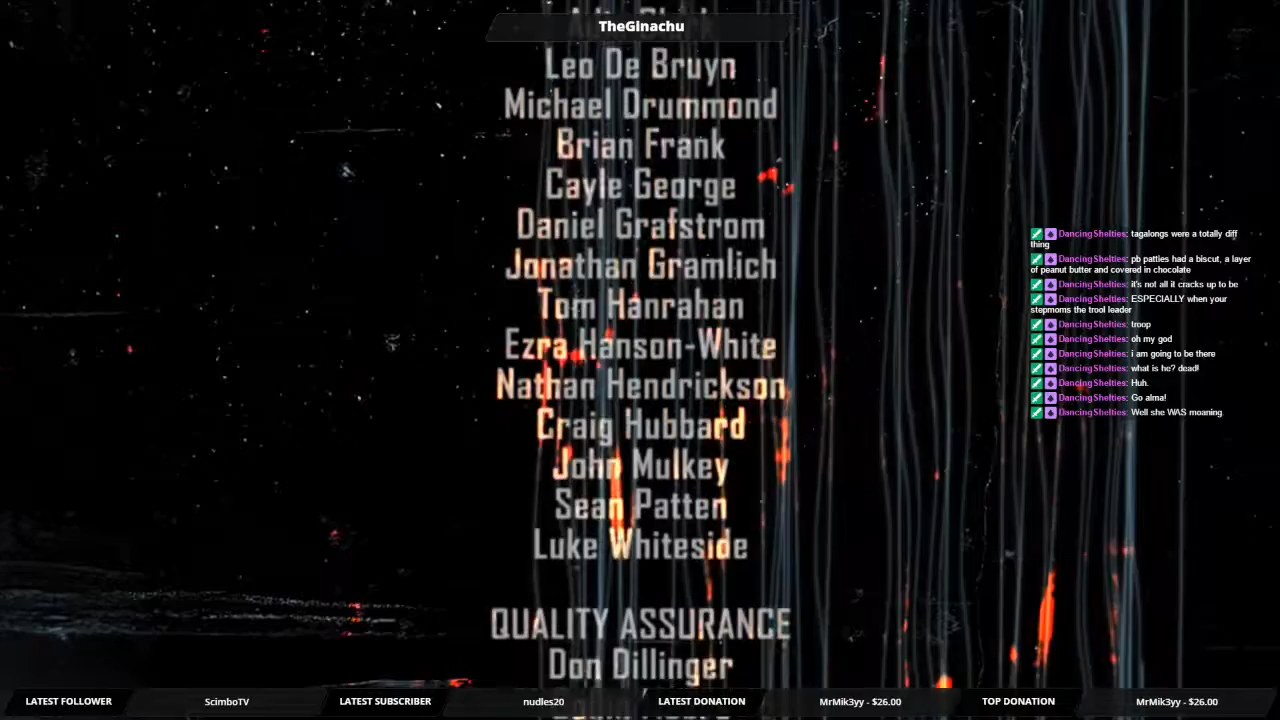 TheGinachu
Leo De Bruyn
Michael Drummond
Brian Frank
Cayle George
Daniel Grafstrom
Jonathan Gramlich
Tom Hanrahan
Ezra Hanson-White
Nathan Hendrickson
Craig Hubbard
John Mulkey
Sean Patten
Luke Whiteside
QUALITY ASSURANCE
Don Dillinger
DancingShelties: tagalongs were a totally diff
thing
DancingShelties: pb patties had a biscut, a layer
of peanut butter and covered in chocolate
DancingShelties: it's not all it cracks up to be
DancingShelties: ESPECIALLY when your
stepmoms the trool leader
DancingShelties: troop
DancingShelties: oh my god
DancingShelties: i am going to be there
DancingShelties: what is he? dead!
DancingShelties: Huh.
DancingShelties: Go alma!
DancingShelties: Well she WAS moaning
LATEST FOLLOWER ScimboTV LATEST SUBSCRIBER nudles20 LATEST DONATION MrMik3yy - $26.00 TOP DONATION MrMik3yy - $26.00